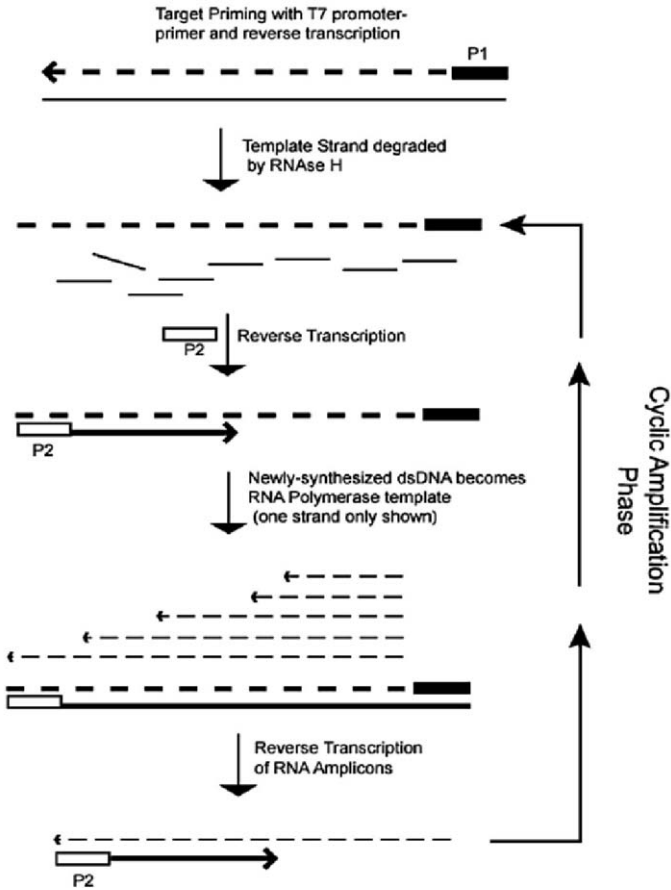 Target Priming with T7 promoter-
primer and reverse transcription
P1
Template Strand degraded
by RNAse H
P2
Reverse Transcription
P2
Newly-synthesized dsDNA becomes
RNA Polymerase template
(one strand only shown)
Reverse Transcription
of RNA Amplicons
P2
Cyclic Amplification
Phase